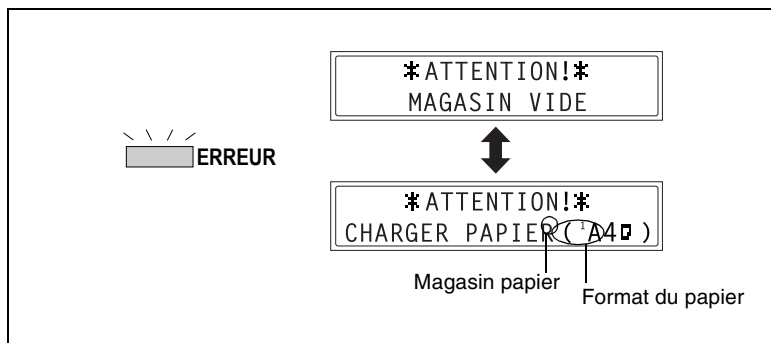 *ATTENTION!*
MAGASIN VIDE
ERREUR
*ATTENTION!*
CHARGER PAPIER (¹A4 )
Magasin papier
Format du papier